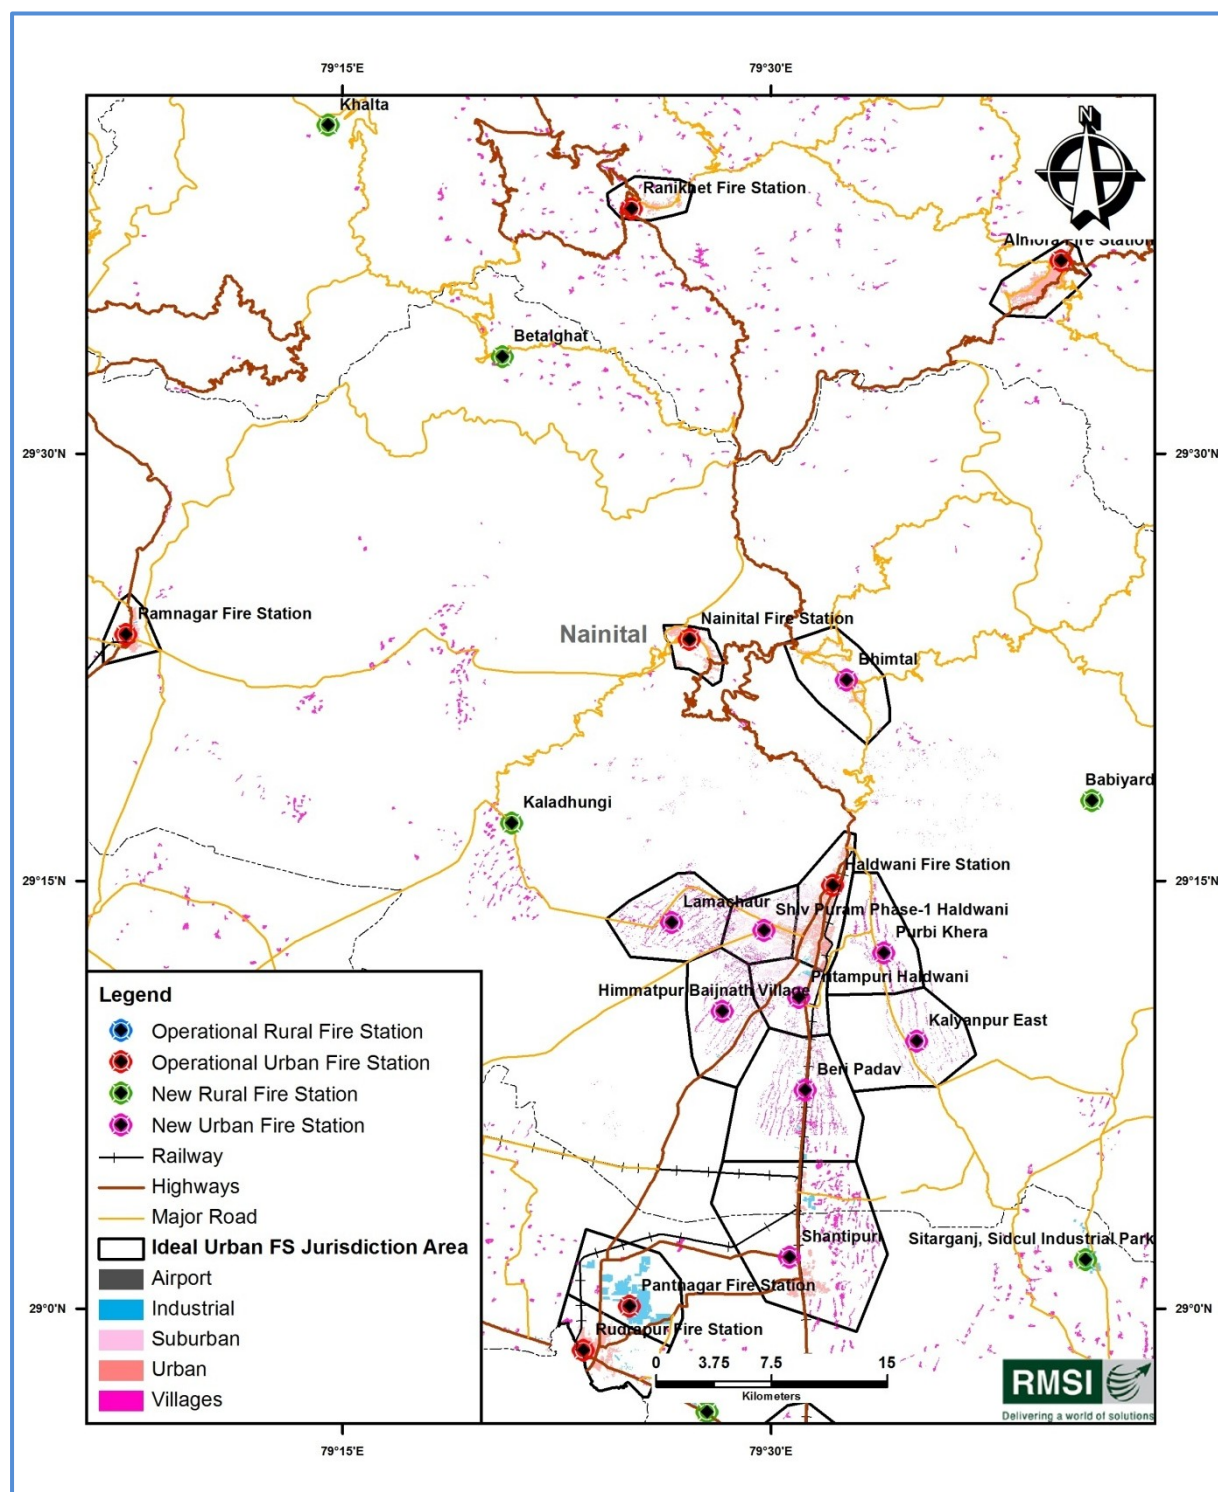 79°15'E
79°30'E
Khalta
N
Ranikhet Fire Station
Almora Fire Station
Betalghat
29°30'N
29°30'N
Ramnagar Fire Station
Nainital Fire Station
Nainital
Bhimtal
Babiyard
Kaladhungi
Haldwani Fire Station
29°15'N
29°15'N
Lamachaur
Shiv Puram Phase-1 Haldwani
Purbi Khera
Pritampuri Haldwani
Himmatpur Baijnath Village
Kalyanpur East
Beri Padav
Shantipuri
Sitarganj, Sidcul Industrial Park
Pantnagar Fire Station
29°0'N
29°0'N
Rudrapur Fire Station
Legend
Operational Rural Fire Station
Operational Urban Fire Station
New Rural Fire Station
New Urban Fire Station
Railway
Highways
Major Road
Ideal Urban FS Jurisdiction Area
Airport
Industrial
Suburban
Urban
Villages
0 3.75 7.5 15
Kilometers
RMSI
Delivering a world of solutions
79°15'E
79°30'E